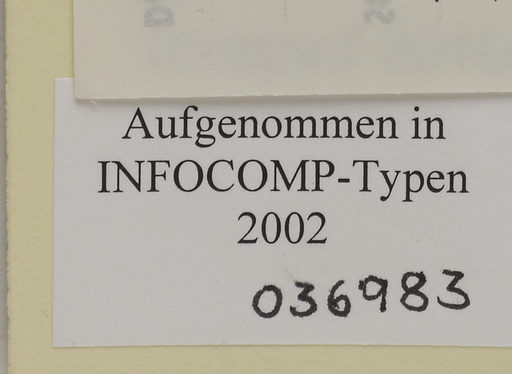 Aufgenommen in
INFOCOMP-Typen
2002
036983